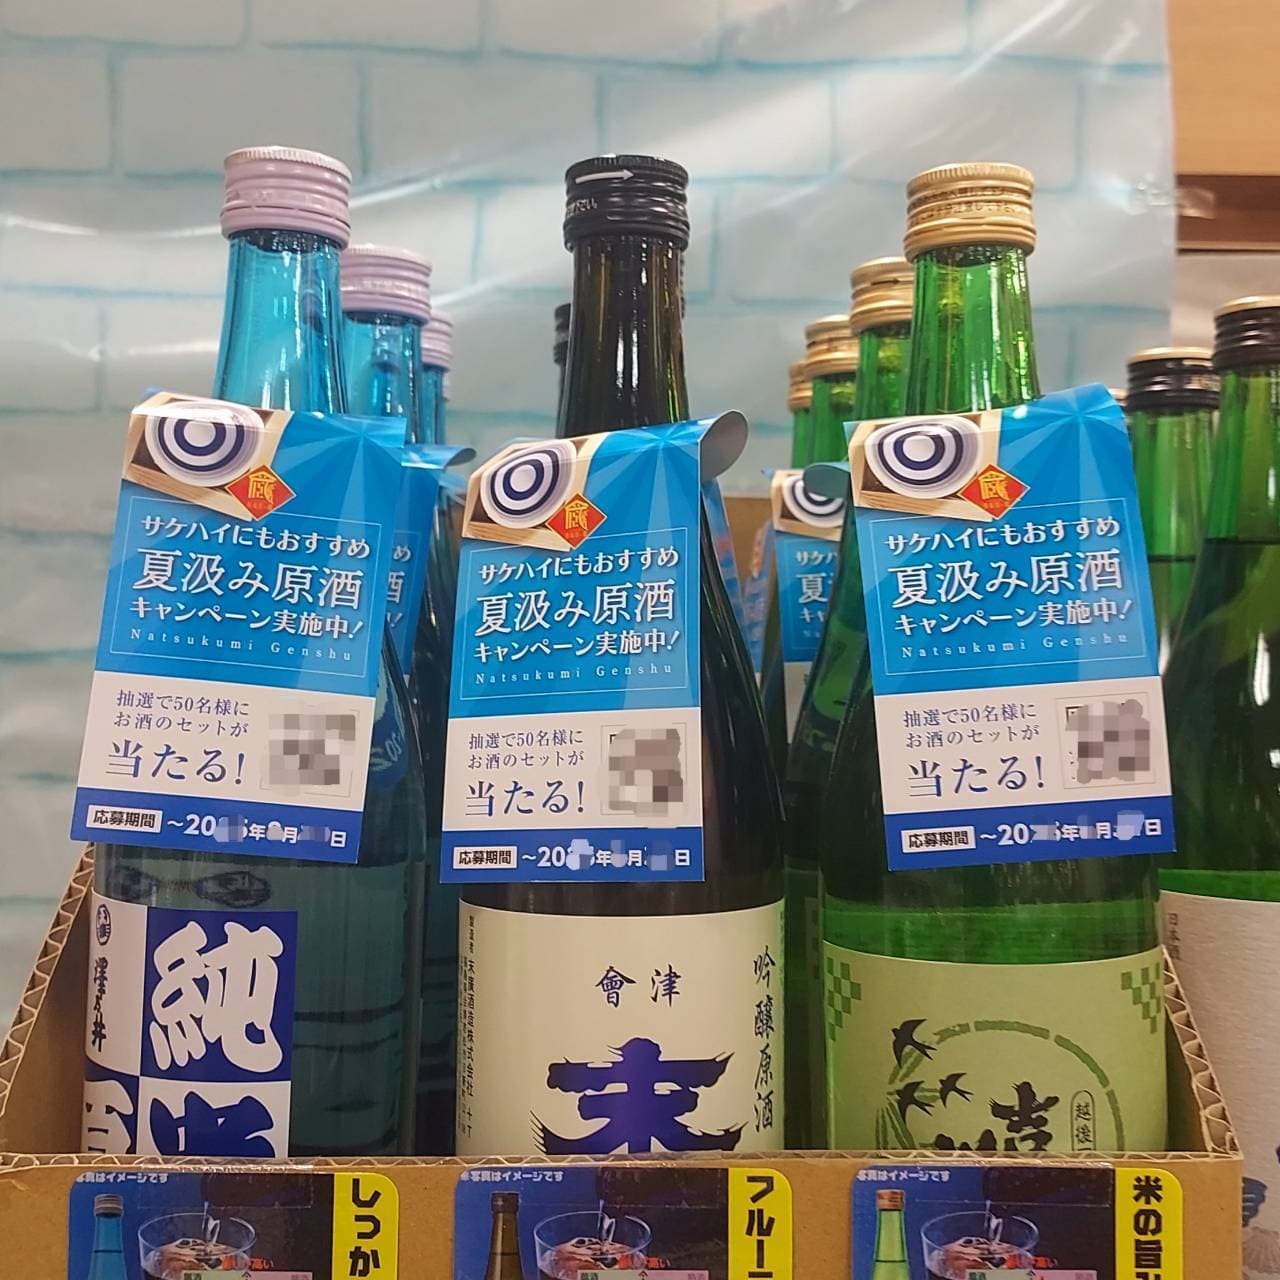 サケハイにもおすすめ
夏汲み原酒
キャンペーン実施中!
Natsukumi Genshu
抽選で50名様に
お酒のセットが
当たる!
応募期間
サケハイにもおすすめ
夏汲み原酒
キャンペーン実施中!
Natsukumi Genshu
抽選で50名様に
お酒のセットが
当たる!
応募期間
サケハイにもおすすめ
夏汲み原酒
キャンペーン実施中!
Natsukumi Genshu
抽選で50名様に
お酒のセットが
当たる!
応募期間
純米
澤乃井
會津
末
吟醸原酒
吉
越後
※写真はイメージです
しっか
※写真はイメージです
フルー
※写真はイメージです
米の旨